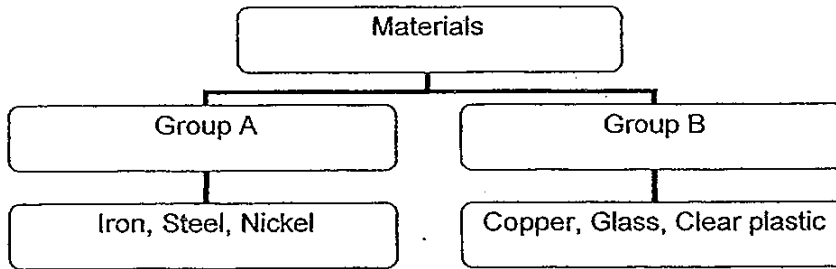 Materials
Group A
Group B
Iron, Steel, Nickel
Copper, Glass, Clear plastic